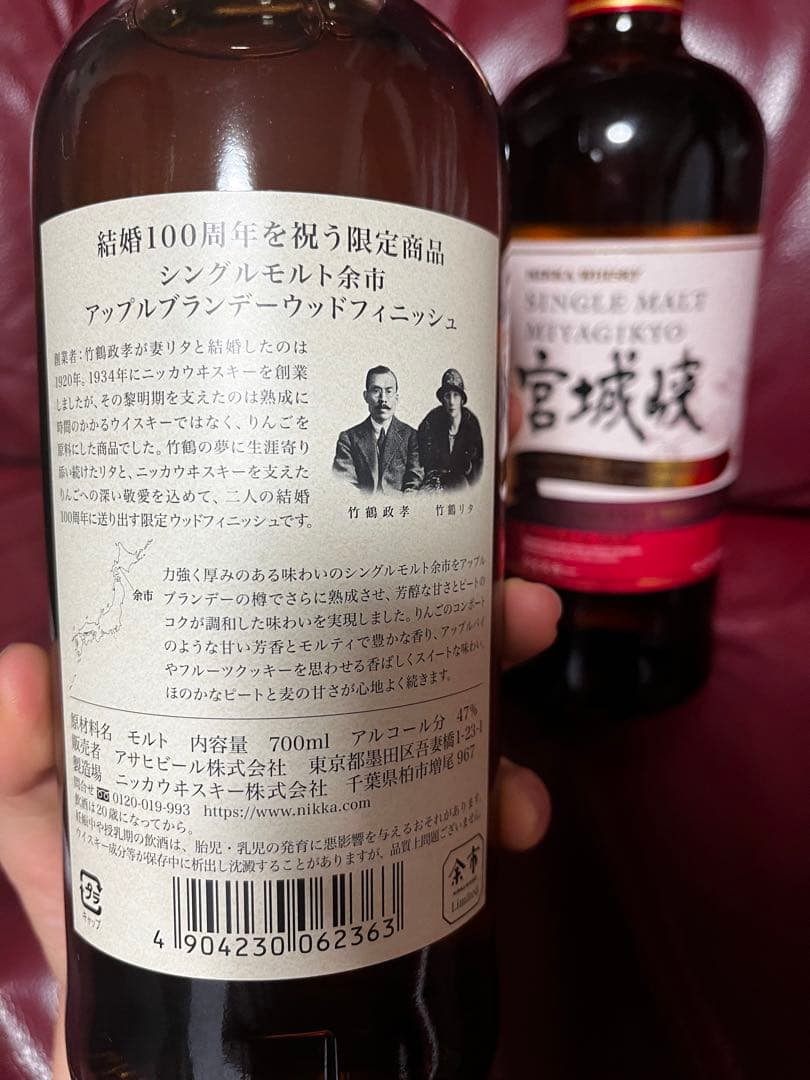 結婚100周年を祝う限定商品
シングルモルト余市
アップルブランデーウッドフィニッシュ
創業者:竹鶴政孝が妻リタと結婚したのは
1920年。1934年にニッカウヰスキーを創業
しましたが、その黎明期を支えたのは熟成に
時間のかかるウイスキーではなく、りんごを
原料にした商品でした。竹鶴の夢に生涯寄り
添い続けたリタと、ニッカウヰスキーを支えた
りんごへの深い敬愛を込めて、二人の結婚
100周年に送り出す限定ウッドフィニッシュです。
竹鶴政孝 竹鶴リタ
余市
力強く厚みのある味わいのシングルモルト余市をアップル
ブランデーの樽でさらに熟成させ、芳醇な甘さとピートの
コクが調和した味わいを実現しました。りんごのコンポート
のような甘い芳香とモルティで豊かな香り、アップルパイ
やフルーツクッキーを思わせる香ばしくスイートな味わい。
ほのかなピートと麦の甘さが心地よく続きます。
原材料名 モルト 内容量 700ml アルコール分 47%
販売者 アサヒビール株式会社 東京都墨田区吾妻橋1-23-1
製造場 ニッカウヰスキー株式会社 千葉県柏市増尾967
問合せ 0120-019-993 https://www.nikka.com
飲酒は20歳になってから。
妊娠中や授乳期の飲酒は、胎児・乳児の発育に悪影響を与えるおそれがあります。
ウイスキー成分等が保存中に析出し沈澱することがありますが、品質上問題ございません。
プラ
キャップ
4 904230 062363
余市
Limited
NIKKA WHISKY
SINGLE MALT
MIYAGIKYO
宮城峡